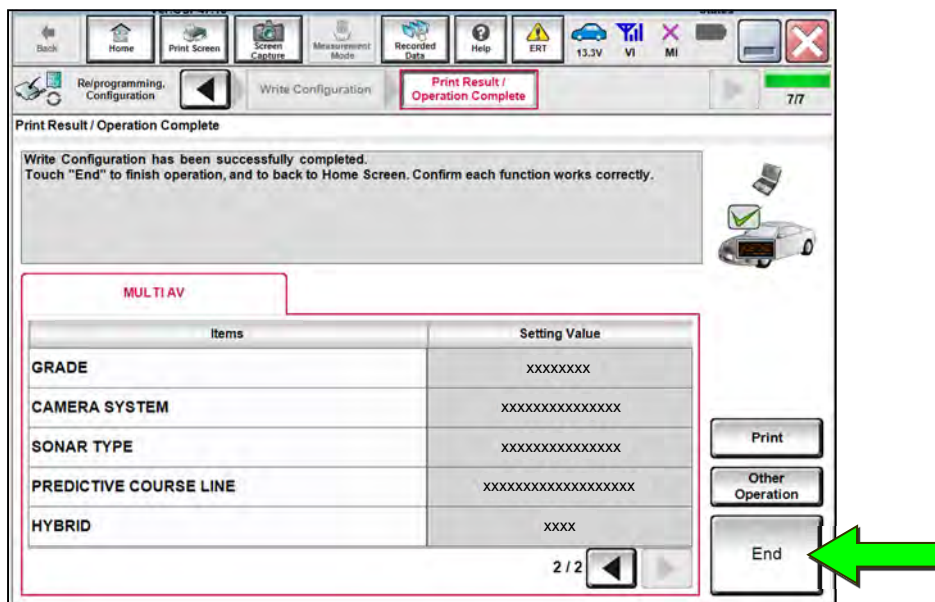 Back
Home
Print Screen
Screen
Capture
Measurement
Mode
Recorded
Data
Help
ERT
13.3V
VI
MI
Re/programming,
Configuration
Write Configuration
Print Result /
Operation Complete
7/7
Print Result / Operation Complete
Write Configuration has been successfully completed.
Touch "End" to finish operation, and to back to Home Screen. Confirm each function works correctly.
MULTI AV
Items
Setting Value
GRADE
xxxxxxxx
CAMERA SYSTEM
xxxxxxxxxxxxxxx
SONAR TYPE
xxxxxxxxxxxxxxx
PREDICTIVE COURSE LINE
xxxxxxxxxxxxxxxxxxx
HYBRID
xxxx
Print
Other
Operation
End
2 / 2